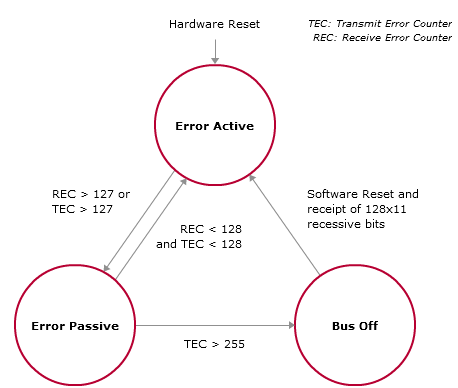 Hardware Reset
TEC: Transmit Error Counter
REC: Receive Error Counter
Error Active
REC > 127 or
TEC > 127
REC < 128
and TEC < 128
Software Reset and
receipt of 128x11
recessive bits
Error Passive
Bus Off
TEC > 255